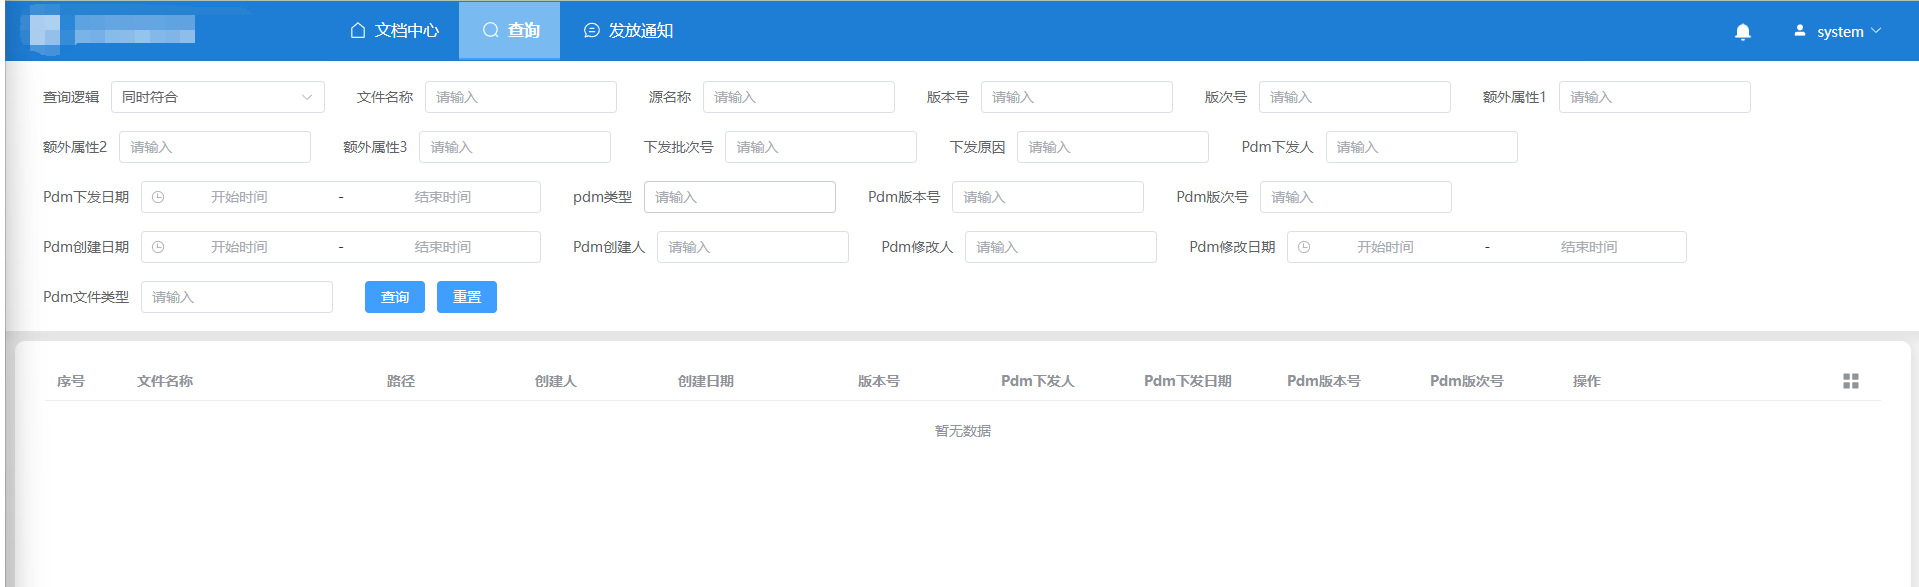 文档中心 查询 发放通知 system
查询逻辑 同时符合 文件名称 请输入 源名称 请输入 版本号 请输入 版次号 请输入 额外属性1 请输入
额外属性2 请输入 额外属性3 请输入 下发批次号 请输入 下发原因 请输入 Pdm下发人 请输入
Pdm下发日期 开始时间 - 结束时间 pdm类型 请输入 Pdm版本号 请输入 Pdm版次号 请输入
Pdm创建日期 开始时间 - 结束时间 Pdm创建人 请输入 Pdm修改人 请输入 Pdm修改日期 开始时间 - 结束时间
Pdm文件类型 请输入 查询 重置
序号 文件名称 路径 创建人 创建日期 版本号 Pdm下发人 Pdm下发日期 Pdm版本号 Pdm版次号 操作
暂无数据